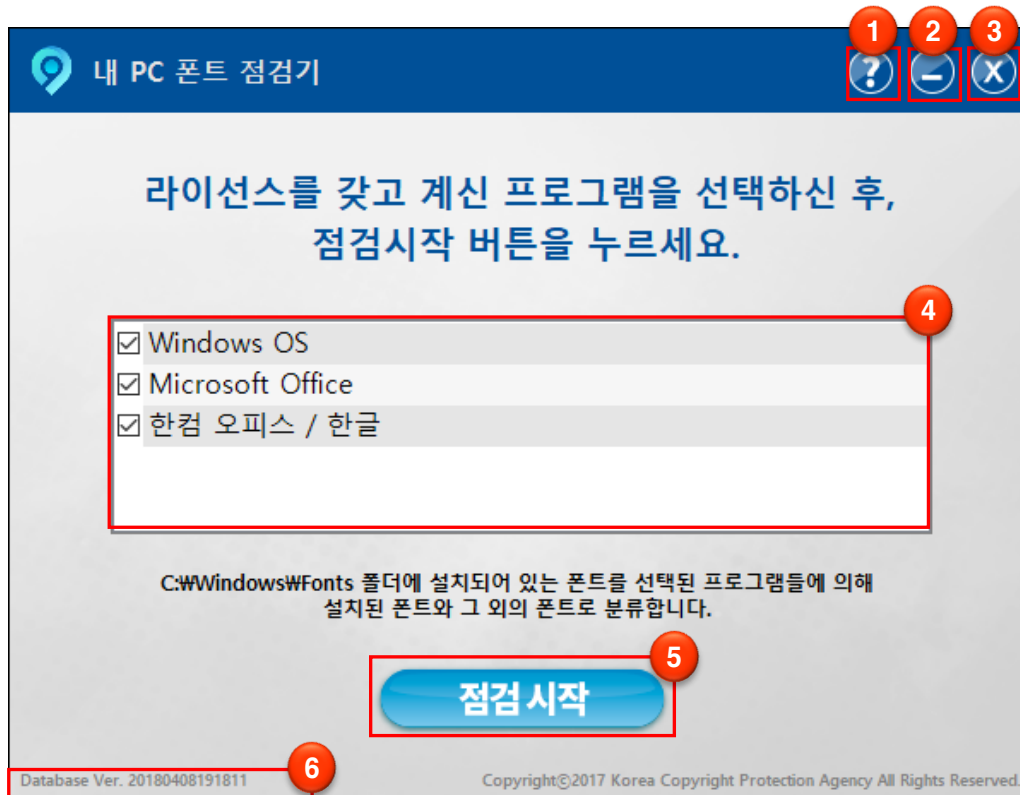 1 2 3
내 PC 폰트 점검기 ? – X
라이선스를 갖고 계신 프로그램을 선택하신 후,
점검시작 버튼을 누르세요.
4
Windows OS
Microsoft Office
한컴 오피스 / 한글
C:₩Windows₩Fonts 폴더에 설치되어 있는 폰트를 선택된 프로그램들에 의해
설치된 폰트와 그 외의 폰트로 분류합니다.
5
점검 시작
6
Database Ver. 20180408191811 Copyright©2017 Korea Copyright Protection Agency All Rights Reserved.